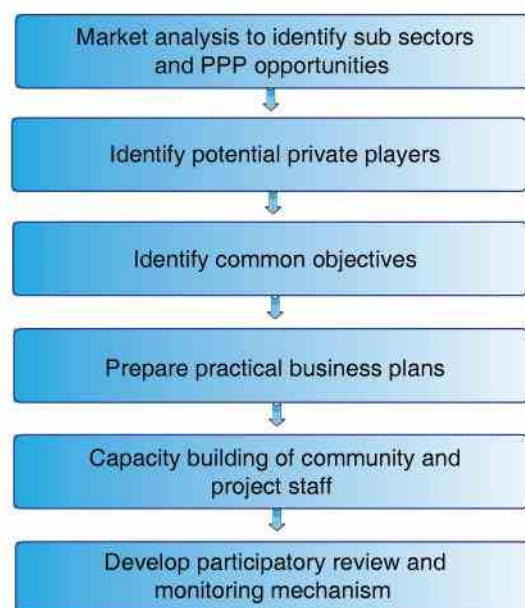 Market analysis to identify sub sectors
and PPP opportunities
Identify potential private players
Identify common objectives
Prepare practical business plans
Capacity building of community and
project staff
Develop participatory review and
monitoring mechanism